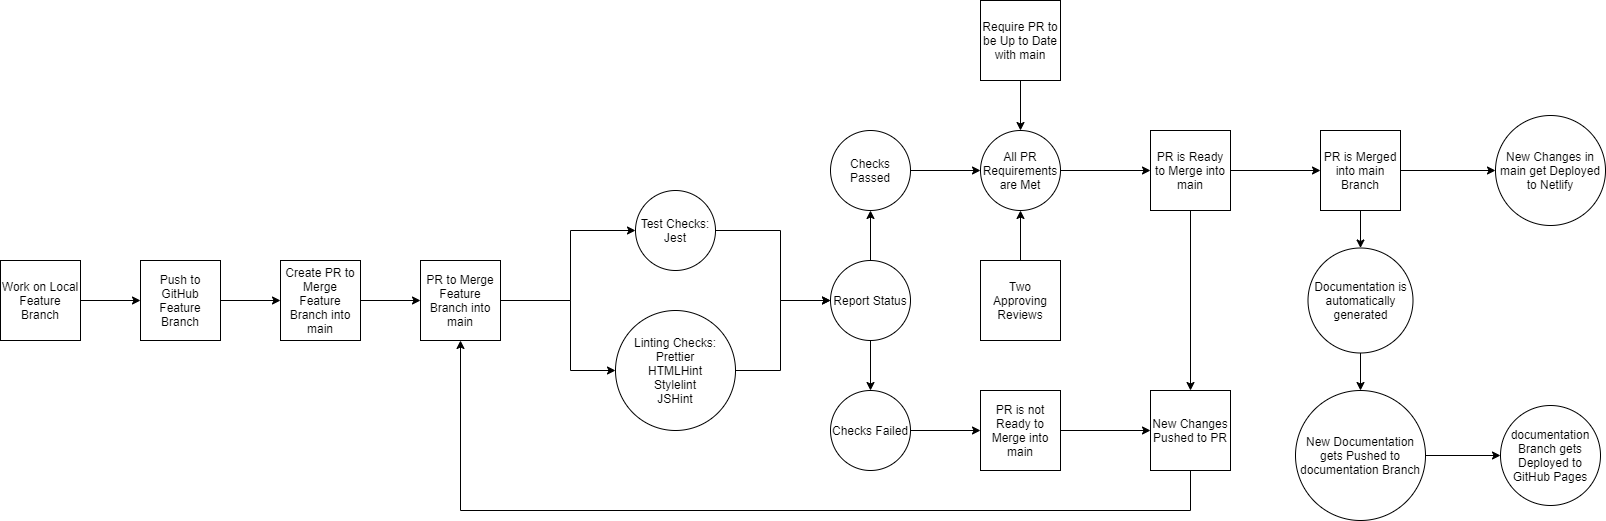 Work on Local
Feature
Branch
Push to
GitHub
Feature
Branch
Create PR to
Merge
Feature
Branch into
main
PR to Merge
Feature
Branch into
main
Test Checks:
Jest
Linting Checks:
Prettier
HTMLHint
Stylelint
JSHint
Report Status
Checks
Passed
Checks Failed
Require PR to
be Up to Date
with main
All PR
Requirements
are Met
Two
Approving
Reviews
PR is not
Ready to
Merge into
main
PR is Ready
to Merge into
main
New Changes
Pushed to PR
PR is Merged
into main
Branch
New Changes in
main get Deployed
to Netlify
Documentation is
automatically
generated
New Documentation
gets Pushed to
documentation Branch
documentation
Branch gets
Deployed to
GitHub Pages